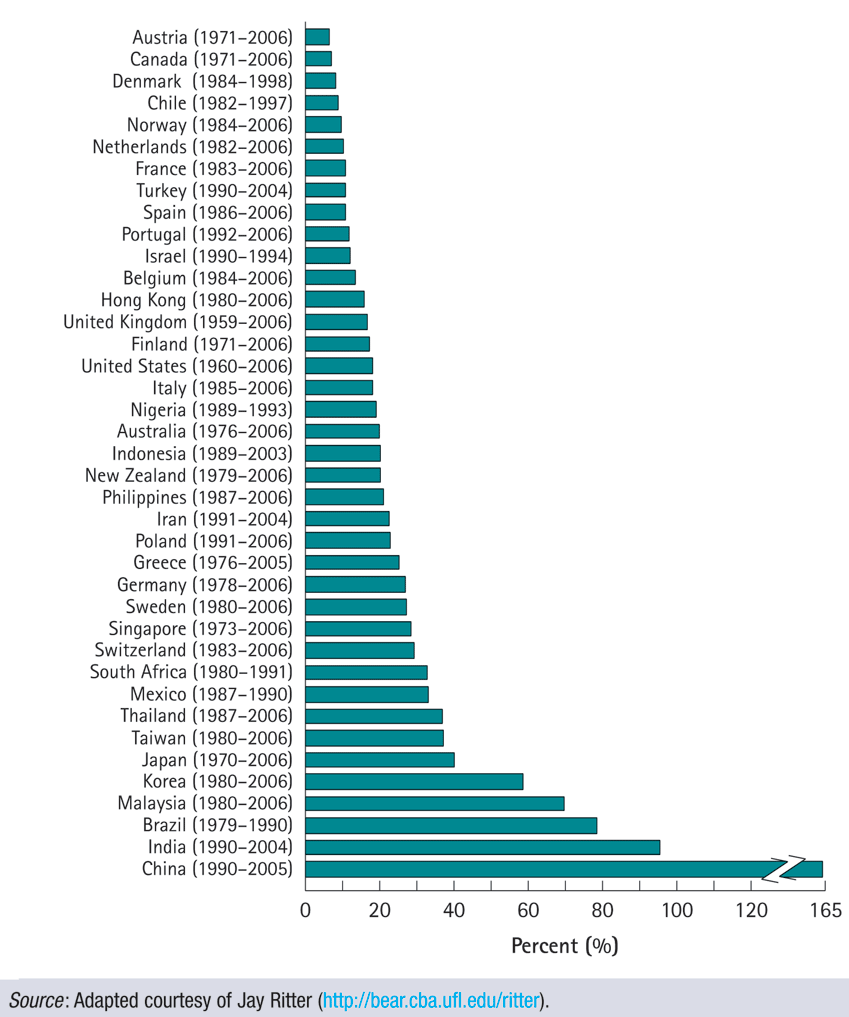 Austria (1971–2006)
Canada (1971–2006)
Denmark (1984–1998)
Chile (1982–1997)
Norway (1984–2006)
Netherlands (1982–2006)
France (1983–2006)
Turkey (1990–2004)
Spain (1986–2006)
Portugal (1992–2006)
Israel (1990–1994)
Belgium (1984–2006)
Hong Kong (1980–2006)
United Kingdom (1959–2006)
Finland (1971–2006)
United States (1960–2006)
Italy (1985–2006)
Nigeria (1989–1993)
Australia (1976–2006)
Indonesia (1989–2003)
New Zealand (1979–2006)
Philippines (1987–2006)
Iran (1991–2004)
Poland (1991–2006)
Greece (1976–2005)
Germany (1978–2006)
Sweden (1980–2006)
Singapore (1973–2006)
Switzerland (1983–2006)
South Africa (1980–1991)
Mexico (1987–1990)
Thailand (1987–2006)
Taiwan (1980–2006)
Japan (1970–2006)
Korea (1980–2006)
Malaysia (1980–2006)
Brazil (1979–1990)
India (1990–2004)
China (1990–2005)
0 20 40 60 80 100 120 165
Percent (%)
Source: Adapted courtesy of Jay Ritter (http://bear.cba.ufl.edu/ritter).